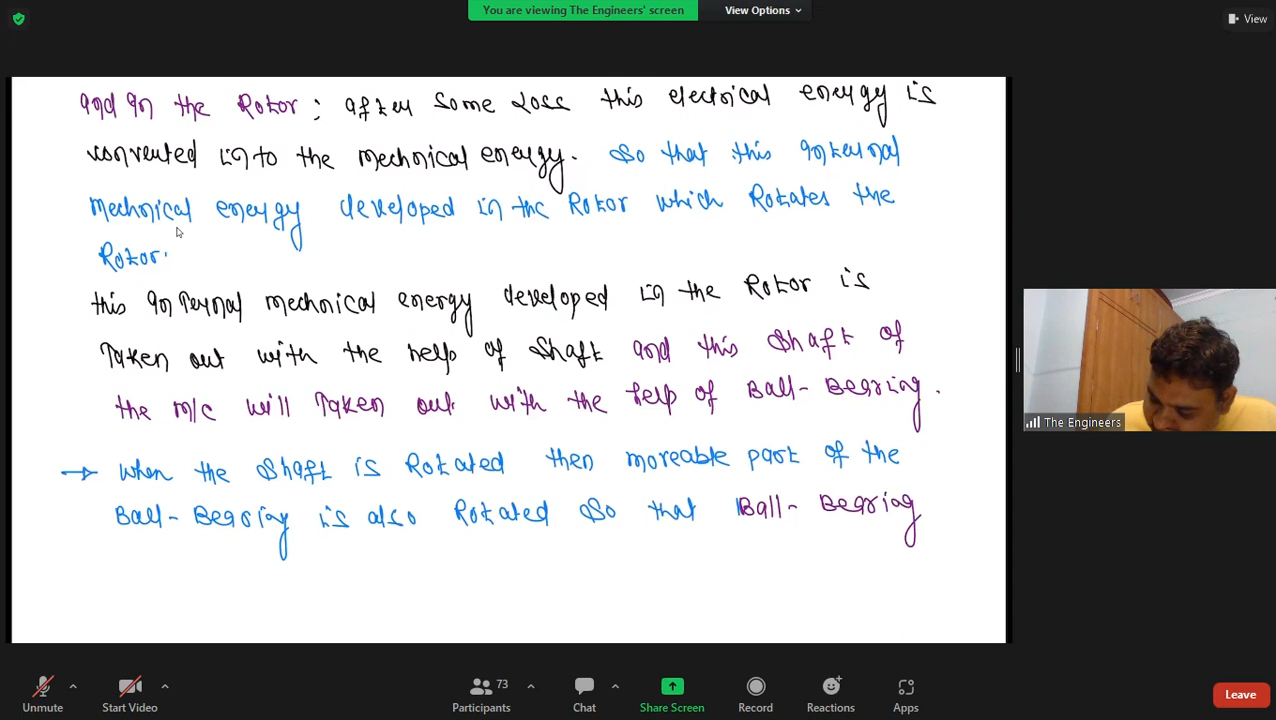 You are viewing The Engineers' screen
View Options
View
and in the Rotor : after some Loss this electrical energy is
converted in to the mechnical energy. So that this internal
mechnical energy developed in the Rotor which Rotates the
Rotor.
this internal mechnical energy developed in the Rotor is
Taken out with the help of Shaft and this Shaft of
the m/c will Taken out with the help of Ball-Bearing.
→ when the Shaft is Rotated then moveable part of the
Ball-Bearing is also Rotated So that Ball-Bearing
The Engineers
73
Unmute
Start Video
Participants
Chat
Share Screen
Record
Reactions
Apps
Leave